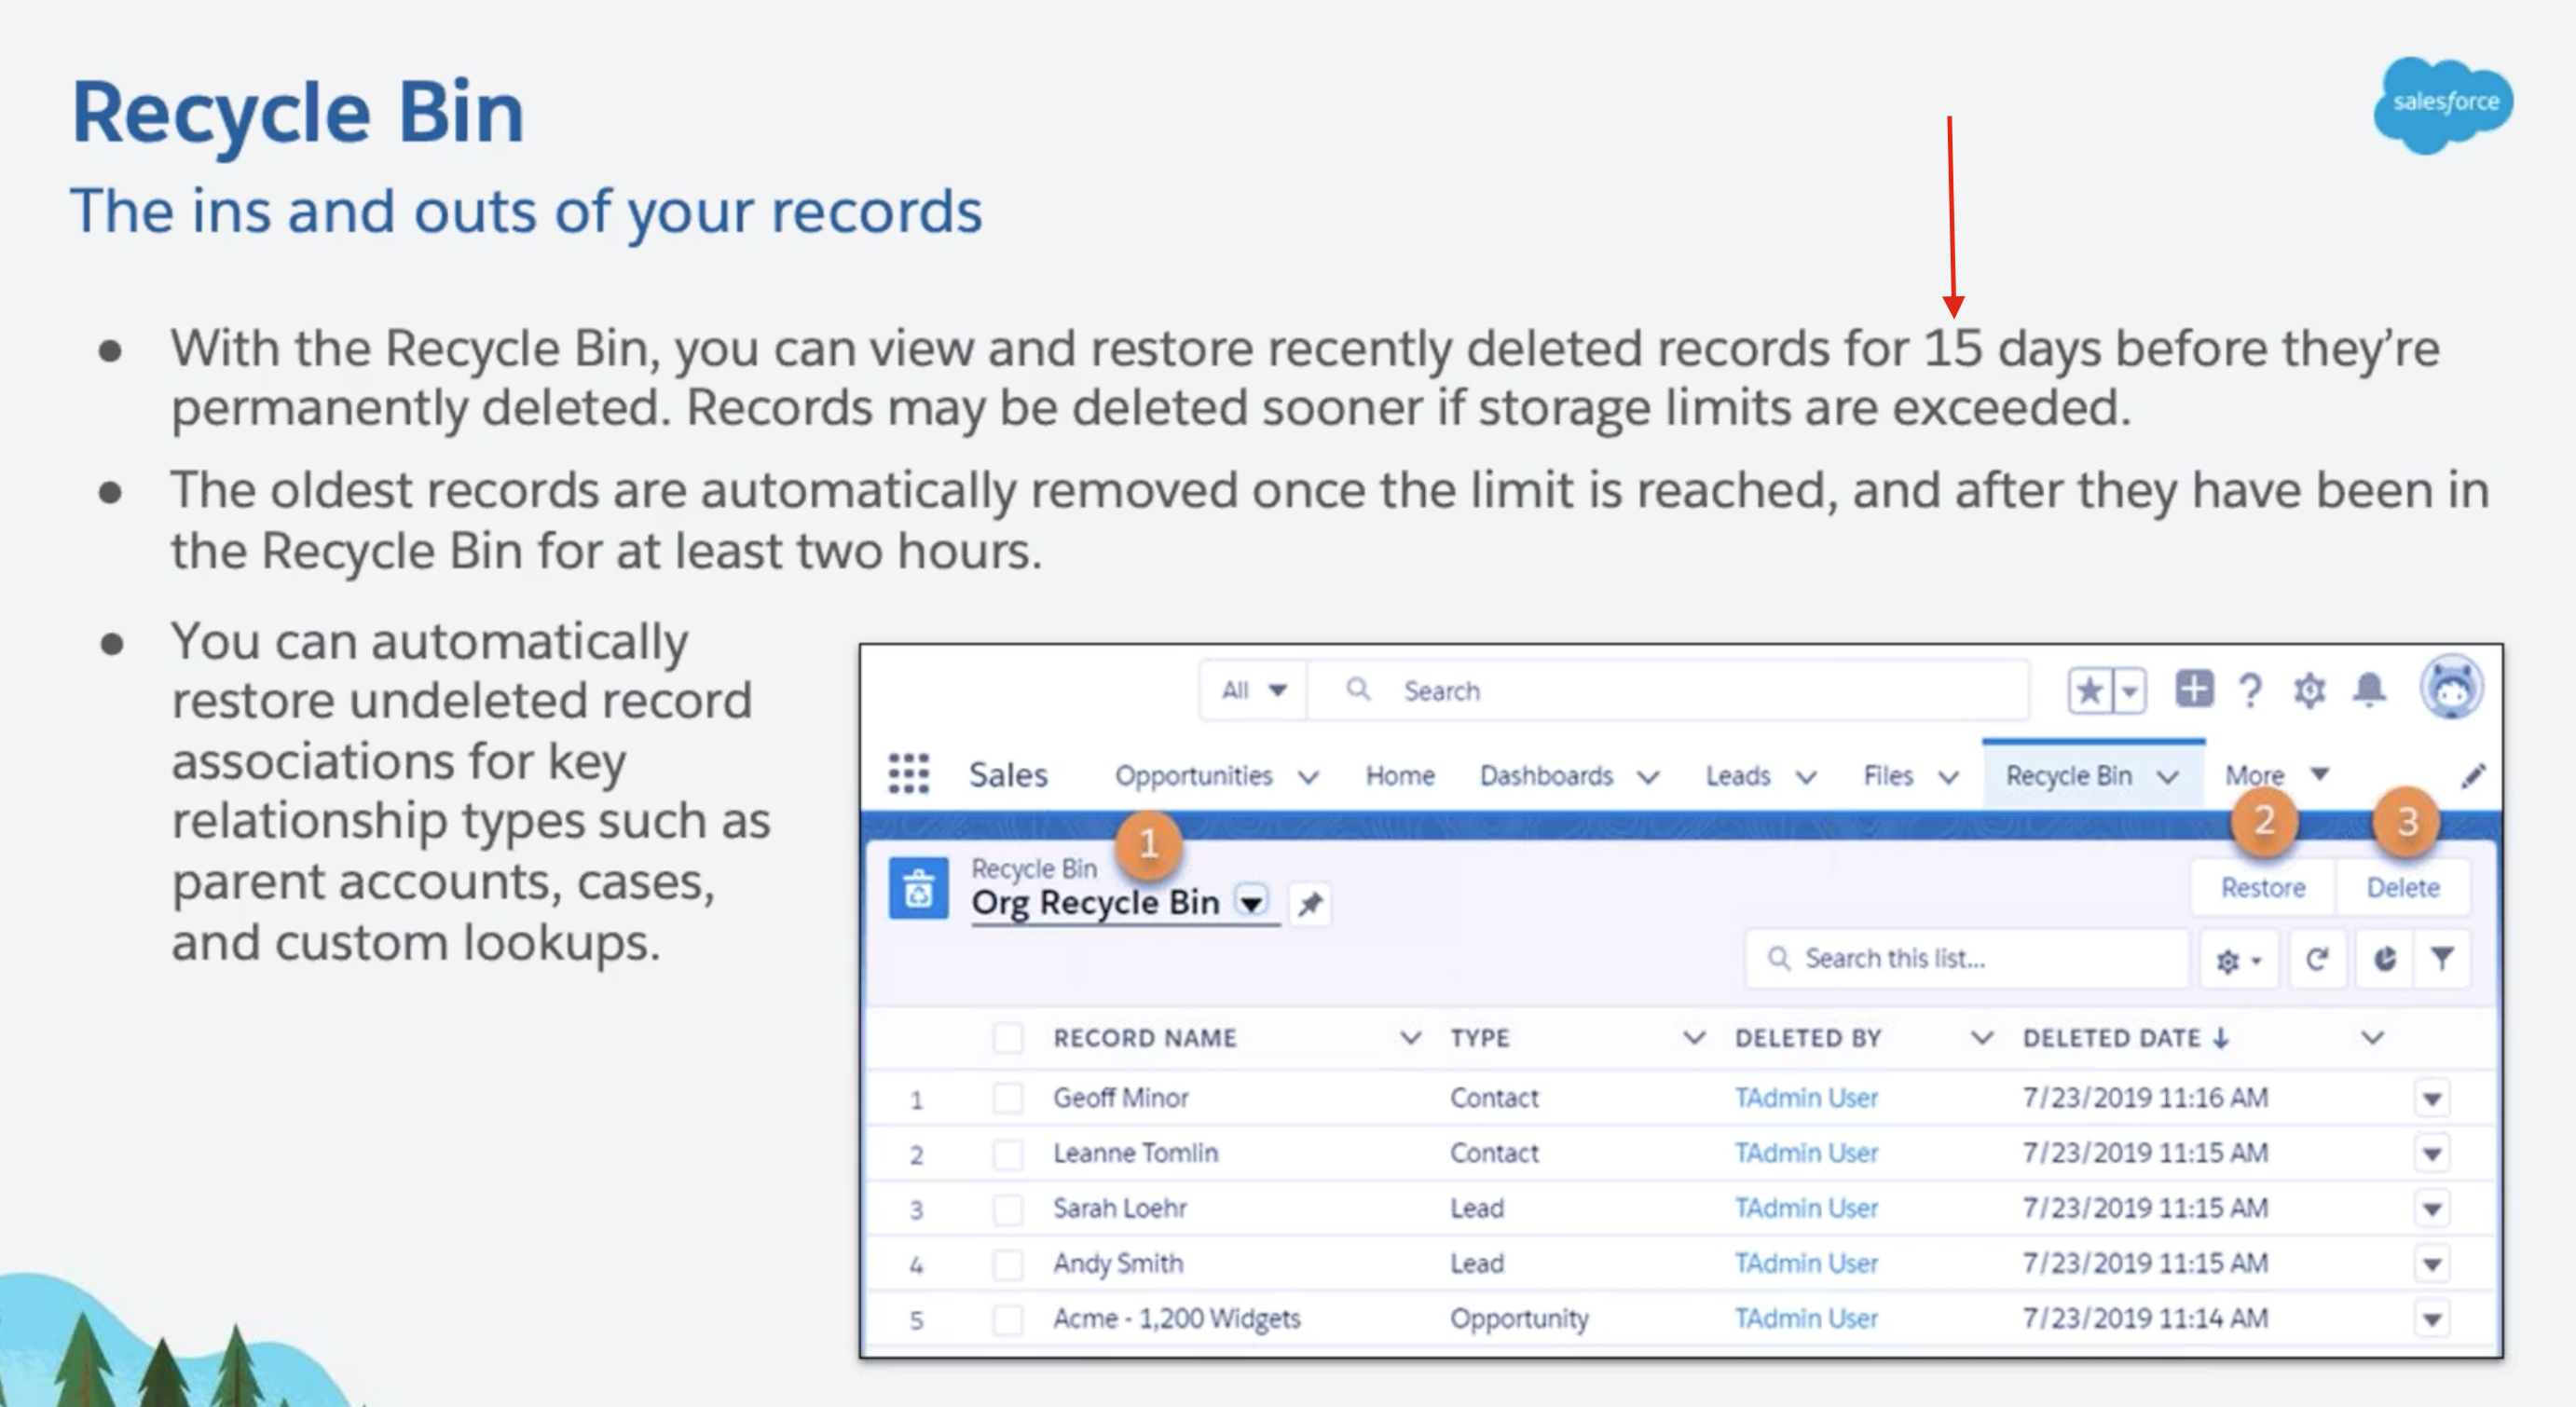 Recycle Bin
salesforce
The ins and outs of your records
● With the Recycle Bin, you can view and restore recently deleted records for 15 days before they’re
permanently deleted. Records may be deleted sooner if storage limits are exceeded.
● The oldest records are automatically removed once the limit is reached, and after they have been in
the Recycle Bin for at least two hours.
● You can automatically
restore undeleted record
associations for key
relationship types such as
parent accounts, cases,
and custom lookups.
All Search
Sales Opportunities Home Dashboards Leads Files Recycle Bin More
1 2 3
Recycle Bin
Org Recycle Bin Restore Delete
Search this list...
RECORD NAME TYPE DELETED BY DELETED DATE ↓
1 Geoff Minor Contact TAdmin User 7/23/2019 11:16 AM
2 Leanne Tomlin Contact TAdmin User 7/23/2019 11:15 AM
3 Sarah Loehr Lead TAdmin User 7/23/2019 11:15 AM
4 Andy Smith Lead TAdmin User 7/23/2019 11:15 AM
5 Acme - 1,200 Widgets Opportunity TAdmin User 7/23/2019 11:14 AM